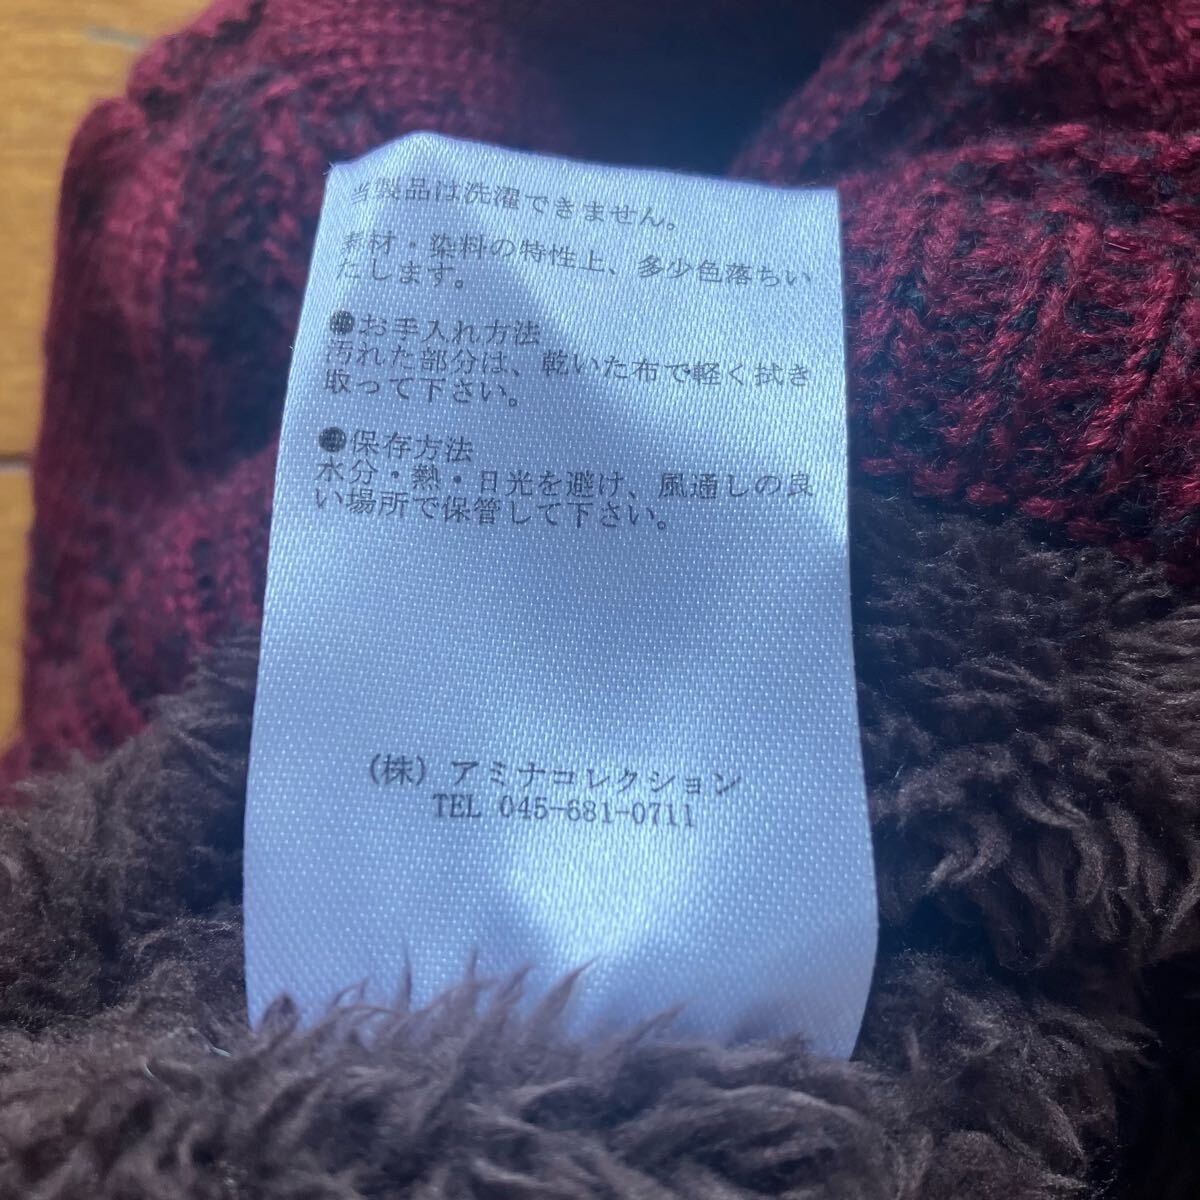 当製品は洗濯できません。
素材・染料の特性上、多少色落ちい
たします。
●お手入れ方法
汚れた部分は、乾いた布で軽く拭き
取って下さい。
●保存方法
水分・熱・日光を避け、風通しの良
い場所で保管して下さい。
(株) アミナコレクション
TEL 045-681-0711